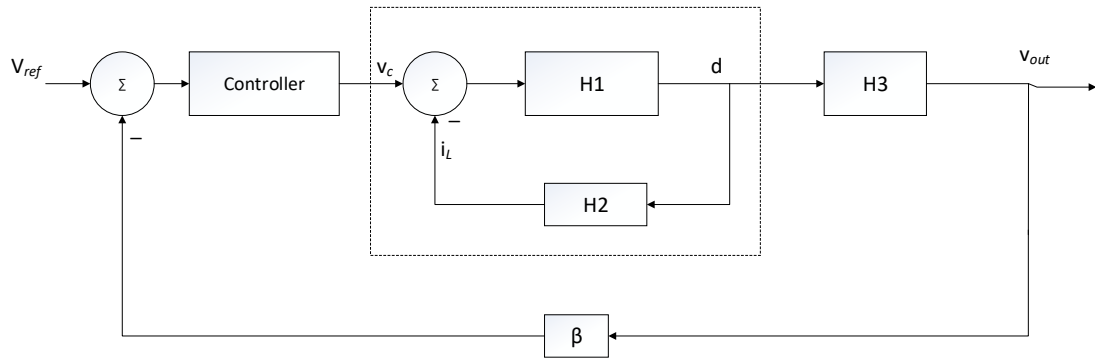 V_ref
Σ
Controller
v_c
Σ
H1
d
H3
v_out
–
–
i_L
H2
–
β